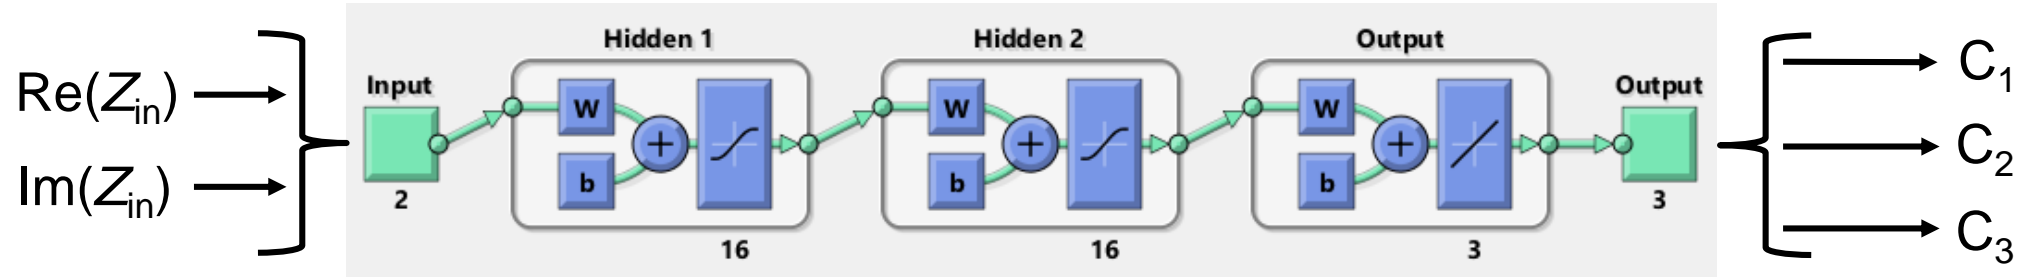 Re(Zin)
Im(Zin)
Input
2
Hidden 1
W
b
+
16
Hidden 2
W
b
+
16
Output
W
b
+
3
Output
3
C1
C2
C3